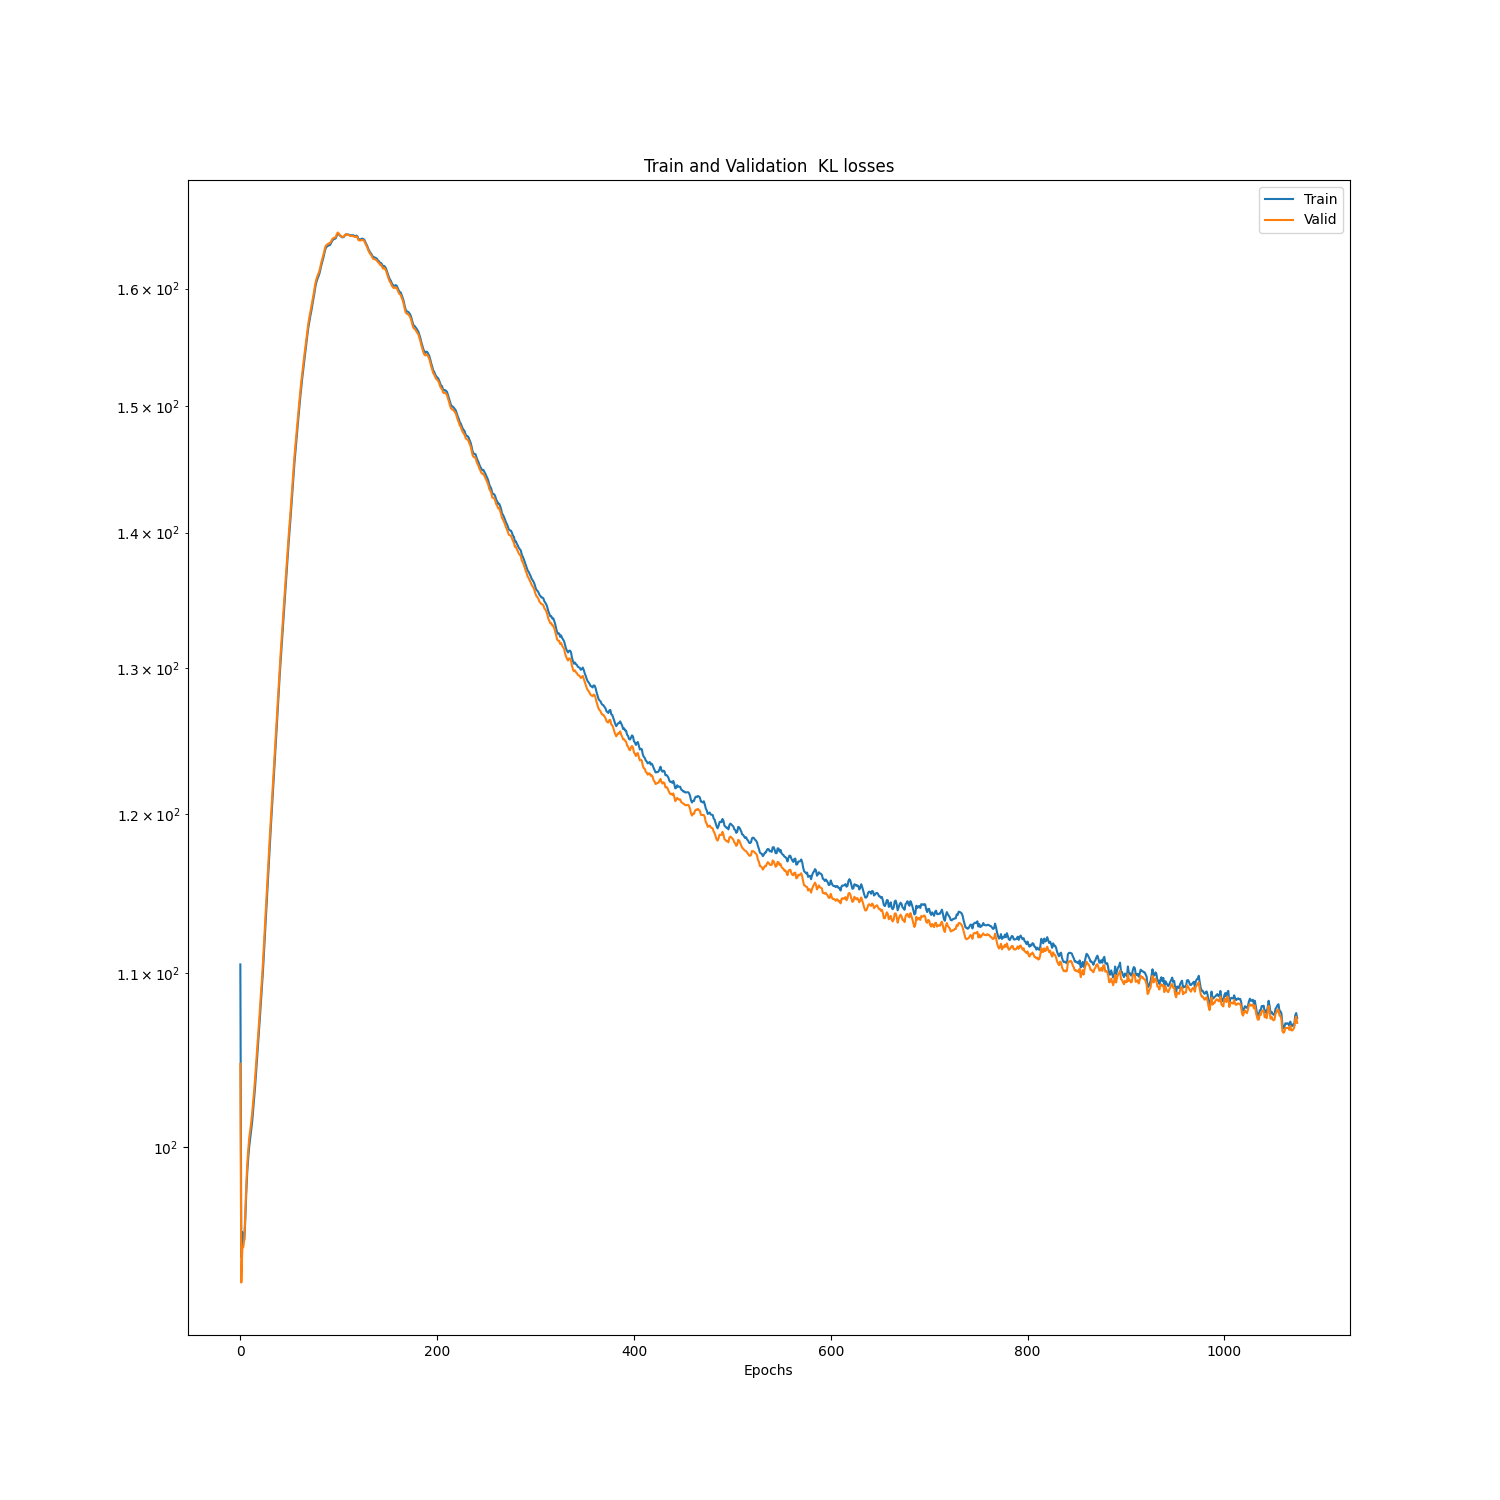 Train and Validation  KL losses
Train
Valid
1.6 × 10²
1.5 × 10²
1.4 × 10²
1.3 × 10²
1.2 × 10²
1.1 × 10²
10²
0 200 400 600 800 1000
Epochs